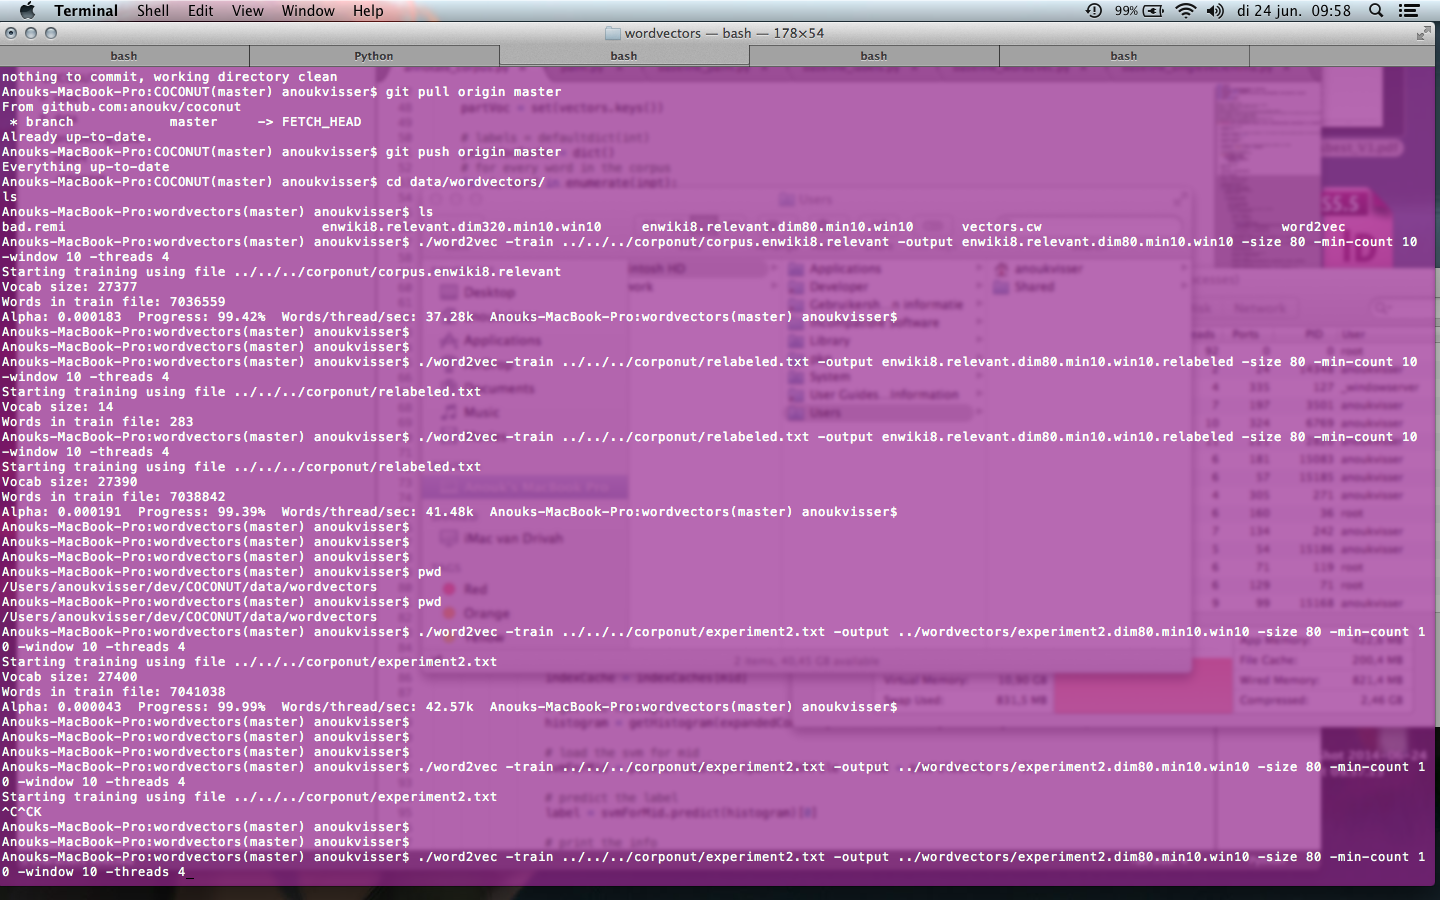 Terminal Shell Edit View Window Help 99% di 24 jun. 09:58
wordvectors — bash — 178×54
bash Python bash bash bash
nothing to commit, working directory clean
Anouks-MacBook-Pro:COCONUT(master) anoukvisser$ git pull origin master
From github.com:anoukv/coconut
 * branch            master     -> FETCH_HEAD
Already up-to-date.
Anouks-MacBook-Pro:COCONUT(master) anoukvisser$ git push origin master
Everything up-to-date
Anouks-MacBook-Pro:COCONUT(master) anoukvisser$ cd data/wordvectors/
ls
Anouks-MacBook-Pro:wordvectors(master) anoukvisser$ ls
bad.remi enwiki8.relevant.dim320.min10.win10 enwiki8.relevant.dim80.min10.win10 vectors.cw word2vec
Anouks-MacBook-Pro:wordvectors(master) anoukvisser$ ./word2vec -train ../../../corponut/corpus.enwiki8.relevant -output enwiki8.relevant.dim80.min10.win10 -size 80 -min-count 10
-window 10 -threads 4
Starting training using file ../../../corponut/corpus.enwiki8.relevant
Vocab size: 27377
Words in train file: 7036559
Alpha: 0.000183  Progress: 99.42%  Words/thread/sec: 37.28k  Anouks-MacBook-Pro:wordvectors(master) anoukvisser$
Anouks-MacBook-Pro:wordvectors(master) anoukvisser$
Anouks-MacBook-Pro:wordvectors(master) anoukvisser$
Anouks-MacBook-Pro:wordvectors(master) anoukvisser$ ./word2vec -train ../../../corponut/relabeled.txt -output enwiki8.relevant.dim80.min10.win10.relabeled -size 80 -min-count 10
-window 10 -threads 4
Starting training using file ../../../corponut/relabeled.txt
Vocab size: 14
Words in train file: 283
Anouks-MacBook-Pro:wordvectors(master) anoukvisser$ ./word2vec -train ../../../corponut/relabeled.txt -output enwiki8.relevant.dim80.min10.win10.relabeled -size 80 -min-count 10
-window 10 -threads 4
Starting training using file ../../../corponut/relabeled.txt
Vocab size: 27390
Words in train file: 7038842
Alpha: 0.000191  Progress: 99.39%  Words/thread/sec: 41.48k  Anouks-MacBook-Pro:wordvectors(master) anoukvisser$
Anouks-MacBook-Pro:wordvectors(master) anoukvisser$
Anouks-MacBook-Pro:wordvectors(master) anoukvisser$
Anouks-MacBook-Pro:wordvectors(master) anoukvisser$
Anouks-MacBook-Pro:wordvectors(master) anoukvisser$ pwd
/Users/anoukvisser/dev/COCONUT/data/wordvectors
Anouks-MacBook-Pro:wordvectors(master) anoukvisser$ pwd
/Users/anoukvisser/dev/COCONUT/data/wordvectors
Anouks-MacBook-Pro:wordvectors(master) anoukvisser$ ./word2vec -train ../../../corponut/experiment2.txt -output ../wordvectors/experiment2.dim80.min10.win10 -size 80 -min-count 1
0 -window 10 -threads 4
Starting training using file ../../../corponut/experiment2.txt
Vocab size: 27400
Words in train file: 7041038
Alpha: 0.000043  Progress: 99.99%  Words/thread/sec: 42.57k  Anouks-MacBook-Pro:wordvectors(master) anoukvisser$
Anouks-MacBook-Pro:wordvectors(master) anoukvisser$
Anouks-MacBook-Pro:wordvectors(master) anoukvisser$
Anouks-MacBook-Pro:wordvectors(master) anoukvisser$
Anouks-MacBook-Pro:wordvectors(master) anoukvisser$ ./word2vec -train ../../../corponut/experiment2.txt -output ../wordvectors/experiment2.dim80.min10.win10 -size 80 -min-count 1
0 -window 10 -threads 4
Starting training using file ../../../corponut/experiment2.txt
^C^CK
Anouks-MacBook-Pro:wordvectors(master) anoukvisser$
Anouks-MacBook-Pro:wordvectors(master) anoukvisser$
Anouks-MacBook-Pro:wordvectors(master) anoukvisser$ ./word2vec -train ../../../corponut/experiment2.txt -output ../wordvectors/experiment2.dim80.min10.win10 -size 80 -min-count 1
0 -window 10 -threads 4